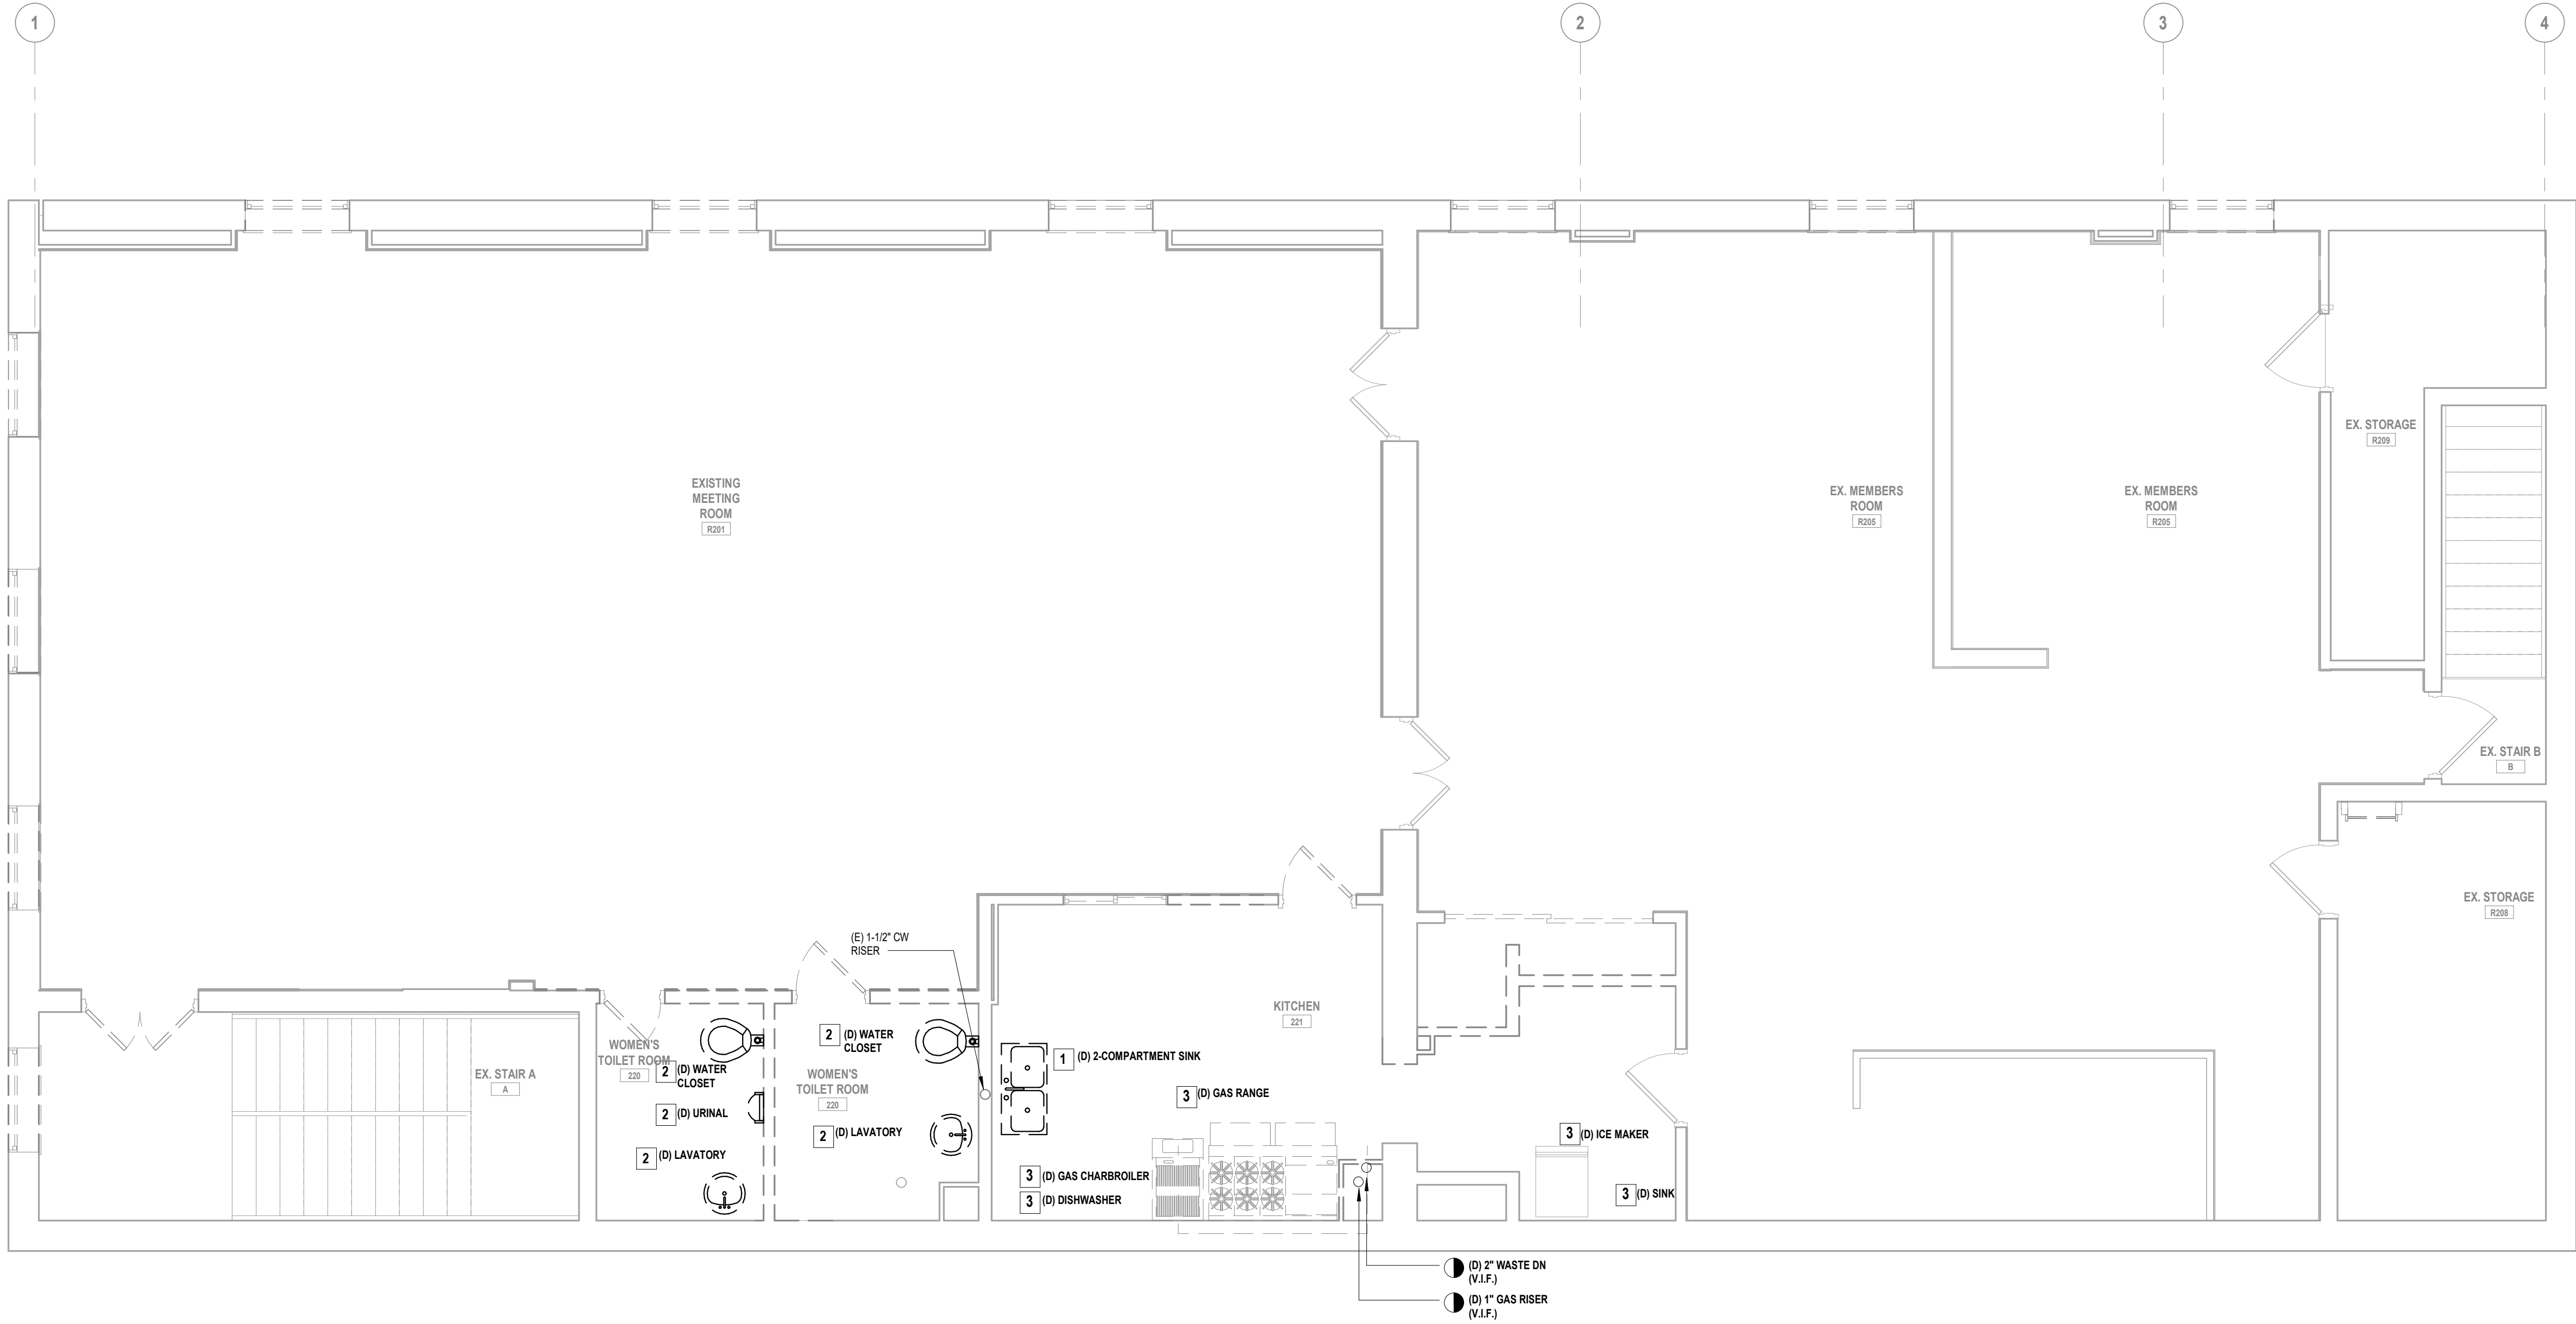 1
2
3
4
EXISTING
MEETING
ROOM
R201
EX. MEMBERS
ROOM
R205
EX. MEMBERS
ROOM
R205
EX. STORAGE
R209
EX. STAIR B
B
EX. STORAGE
R208
(E) 1-1/2" CW
RISER
KITCHEN
221
EX. STAIR A
A
WOMEN'S
TOILET ROOM
220
2 (D) WATER
CLOSET
2 (D) URINAL
2 (D) LAVATORY
2 (D) WATER
CLOSET
WOMEN'S
TOILET ROOM
220
2 (D) LAVATORY
1 (D) 2-COMPARTMENT SINK
3 (D) GAS RANGE
3 (D) GAS CHARBROILER
3 (D) DISHWASHER
3 (D) ICE MAKER
3 (D) SINK
(D) 2" WASTE DN
(V.I.F.)
(D) 1" GAS RISER
(V.I.F.)